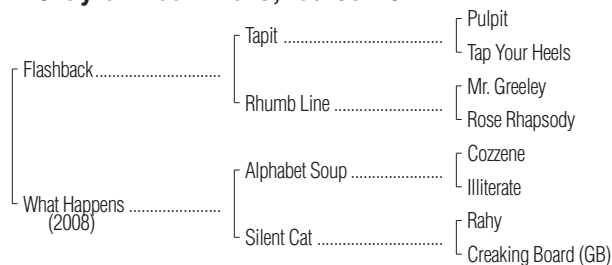 Pulpit
Tapit ..............................
Tap Your Heels
Flashback........................
Mr. Greeley
Rhumb Line ....................
Rose Rhapsody
Cozzene
Alphabet Soup ................
Illiterate
What Happens .................
(2008)
Rahy
Silent Cat ........................
Creaking Board (GB)